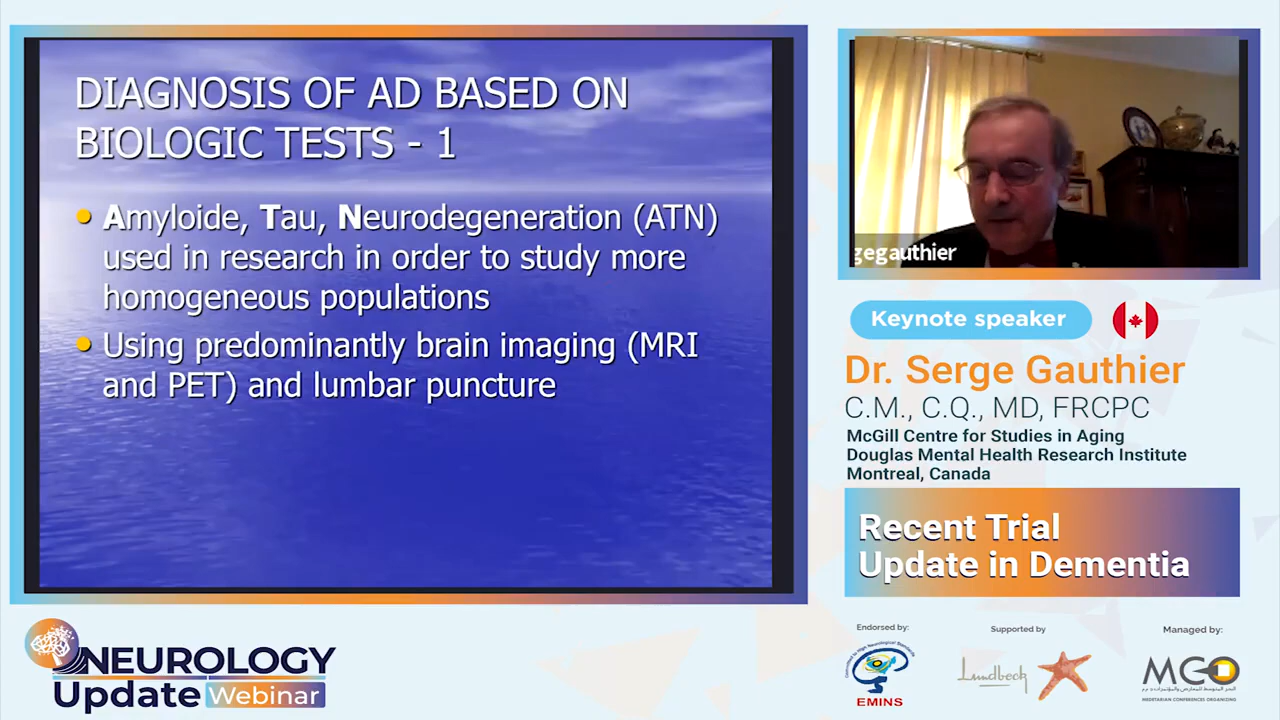 DIAGNOSIS OF AD BASED ON
BIOLOGIC TESTS - 1
Amyloide, Tau, Neurodegeneration (ATN)
used in research in order to study more
homogeneous populations
Using predominantly brain imaging (MRI
and PET) and lumbar puncture
gegauthier
Keynote speaker
Dr. Serge Gauthier
C.M., C.Q., MD, FRCPC
McGill Centre for Studies in Aging
Douglas Mental Health Research Institute
Montreal, Canada
Recent Trial
Update in Dementia
NEUROLOGY
Update Webinar
Endorsed by:
EMINS
Supported by
Lundbeck
Managed by:
MCO
MEDITARIAN CONFERENCES ORGANIZING